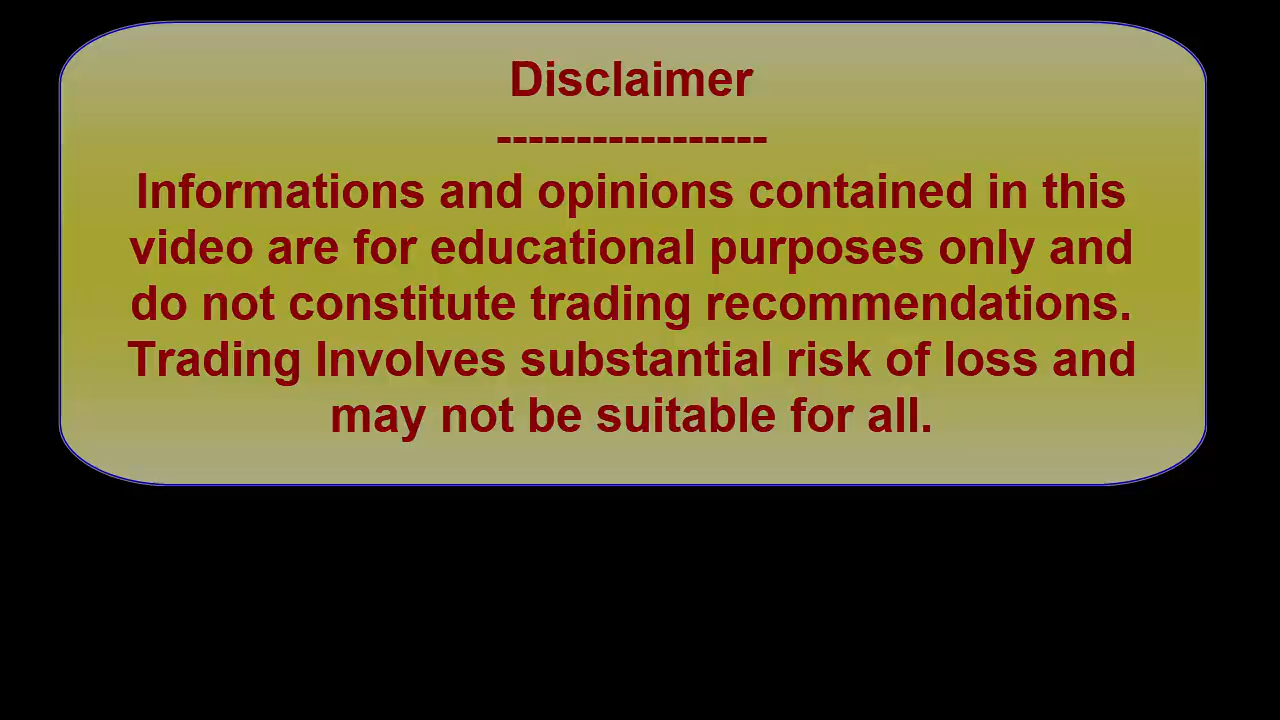 Disclaimer
-----------------
Informations and opinions contained in this
video are for educational purposes only and
do not constitute trading recommendations.
Trading Involves substantial risk of loss and
may not be suitable for all.